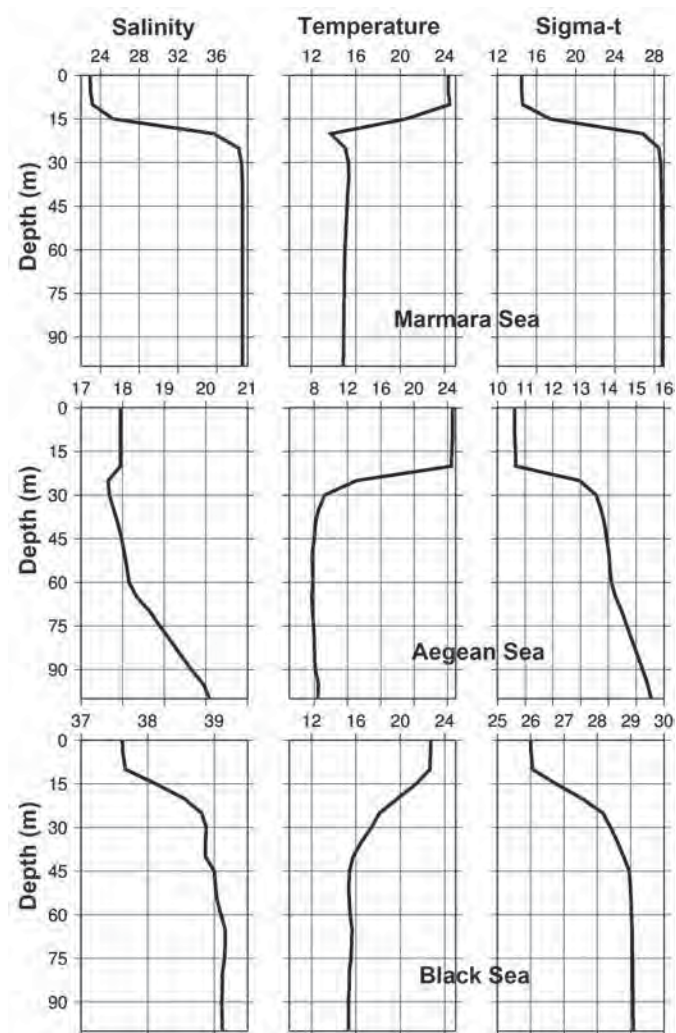 Salinity Temperature Sigma-t
24 28 32 36 12 16 20 24 12 16 20 24 28
0
15
30
45
60
75
90
Depth (m)
Marmara Sea
17 18 19 20 21 8 12 16 20 24 10 11 12 13 14 15 16
0
15
30
45
60
75
90
Depth (m)
Aegean Sea
37 38 39 12 16 20 24 25 26 27 28 29 30
0
15
30
45
60
75
90
Depth (m)
Black Sea